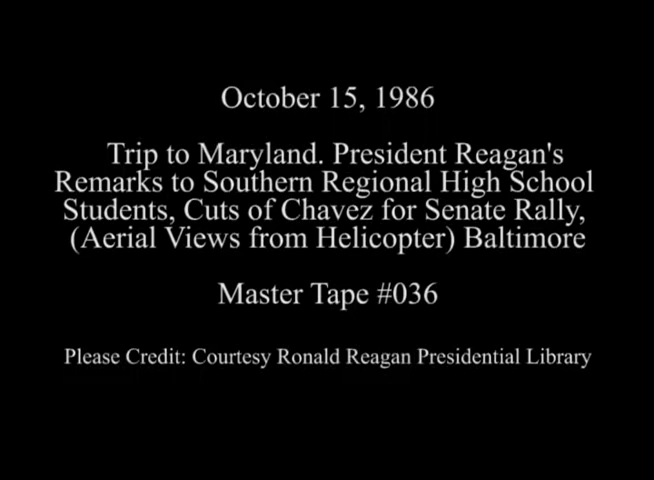 October 15, 1986
Trip to Maryland. President Reagan's
Remarks to Southern Regional High School
Students, Cuts of Chavez for Senate Rally,
(Aerial Views from Helicopter) Baltimore
Master Tape #036
Please Credit: Courtesy Ronald Reagan Presidential Library